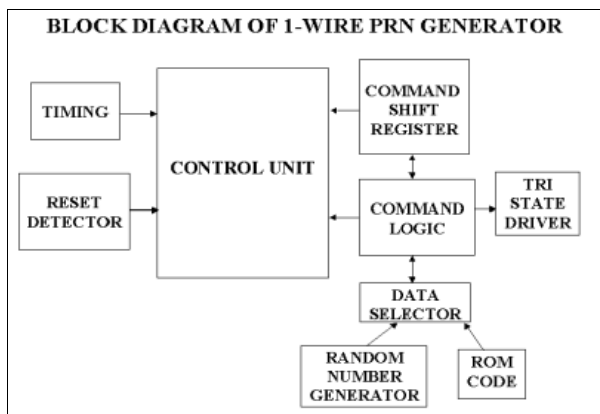 BLOCK DIAGRAM OF 1-WIRE PRN GENERATOR
TIMING
RESET
DETECTOR
CONTROL UNIT
COMMAND
SHIFT
REGISTER
COMMAND
LOGIC
TRI
STATE
DRIVER
DATA
SELECTOR
RANDOM
NUMBER
GENERATOR
ROM
CODE